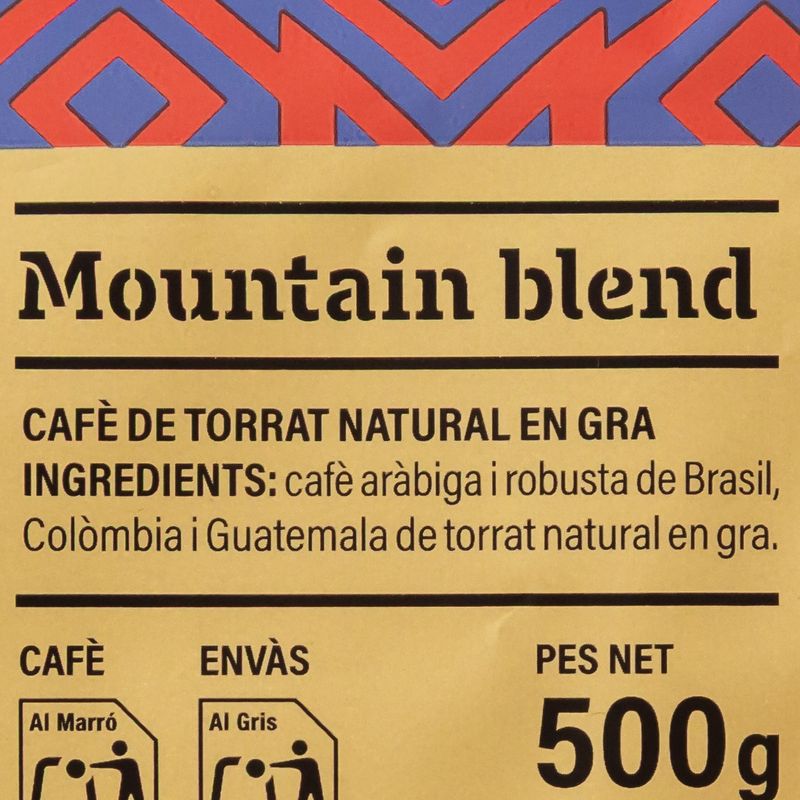 Mountain blend
CAFÈ DE TORRAT NATURAL EN GRA
INGREDIENTS: cafè aràbiga i robusta de Brasil,
Colòmbia i Guatemala de torrat natural en gra.
CAFÈ ENVÀS PES NET
Al Marró Al Gris 500g